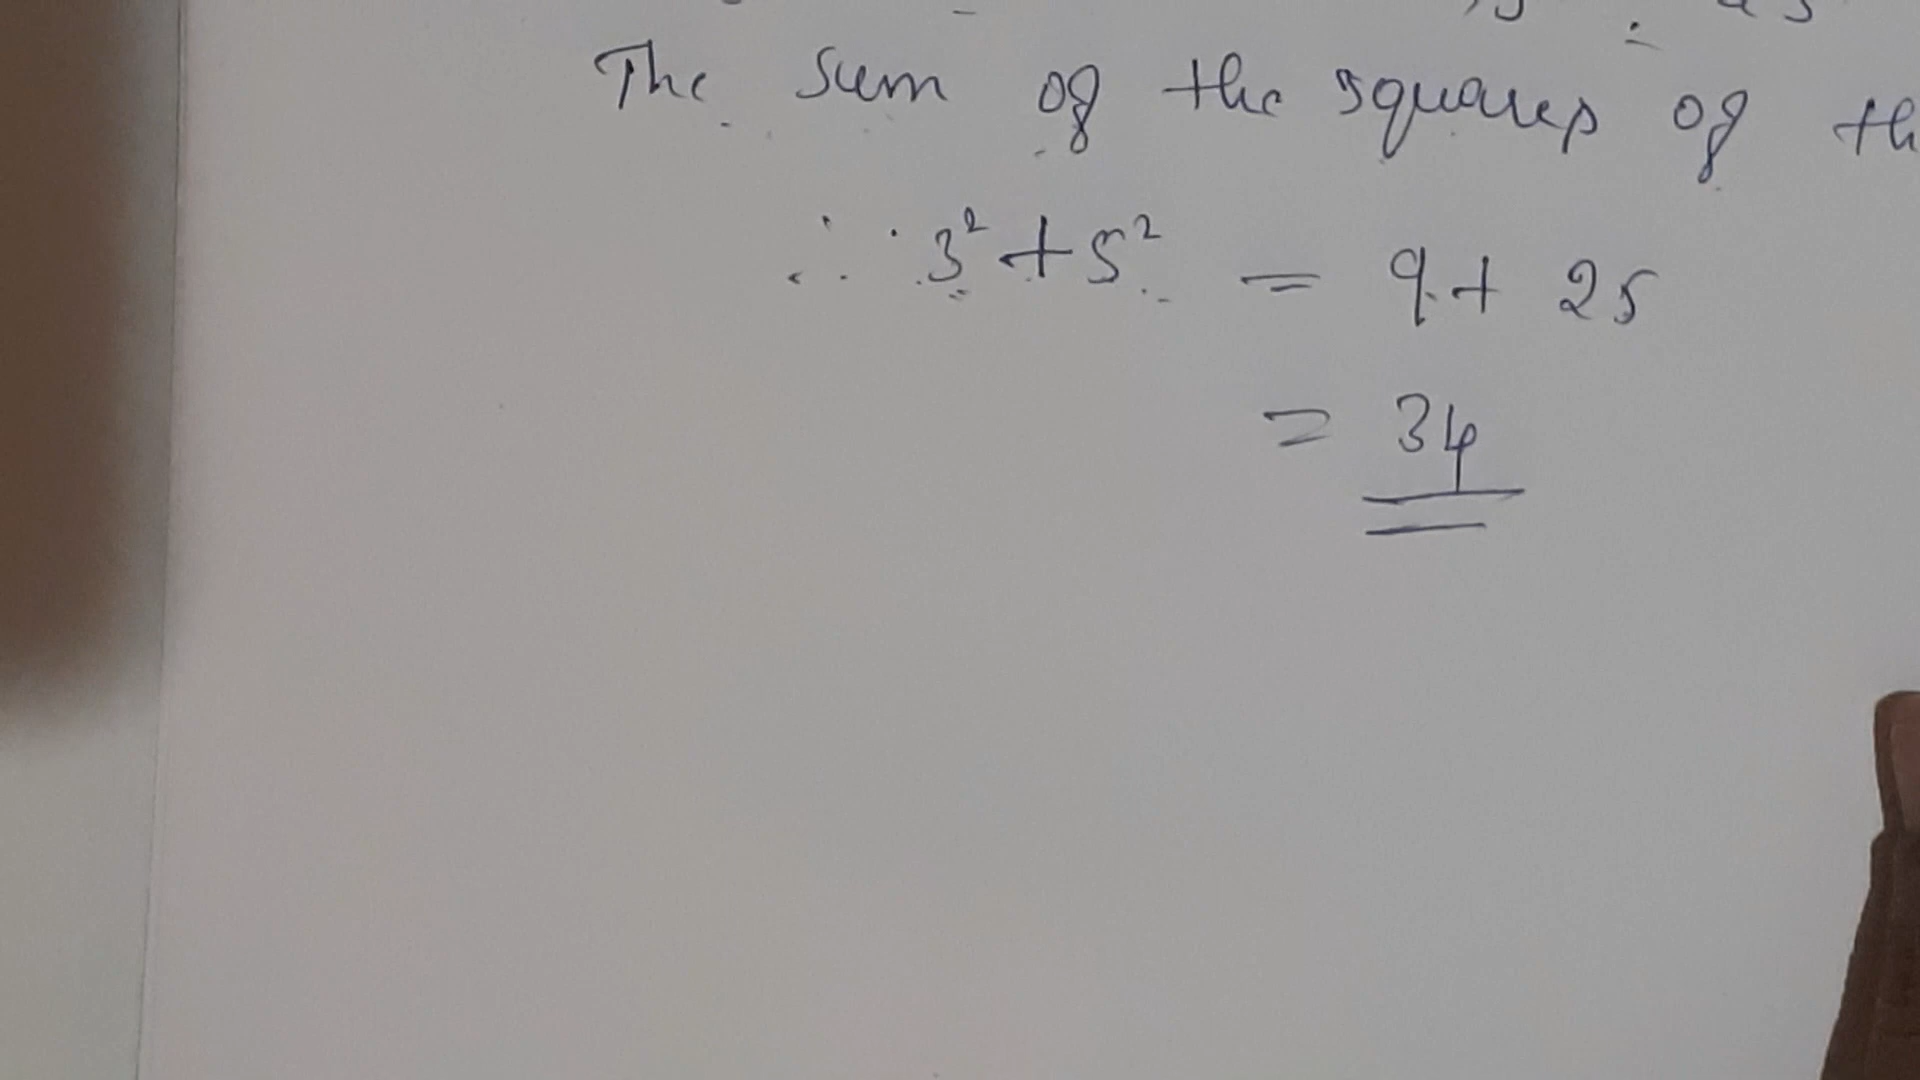 The sum of the squares of th
∴ 3² + 5² = 9 + 25
= 34